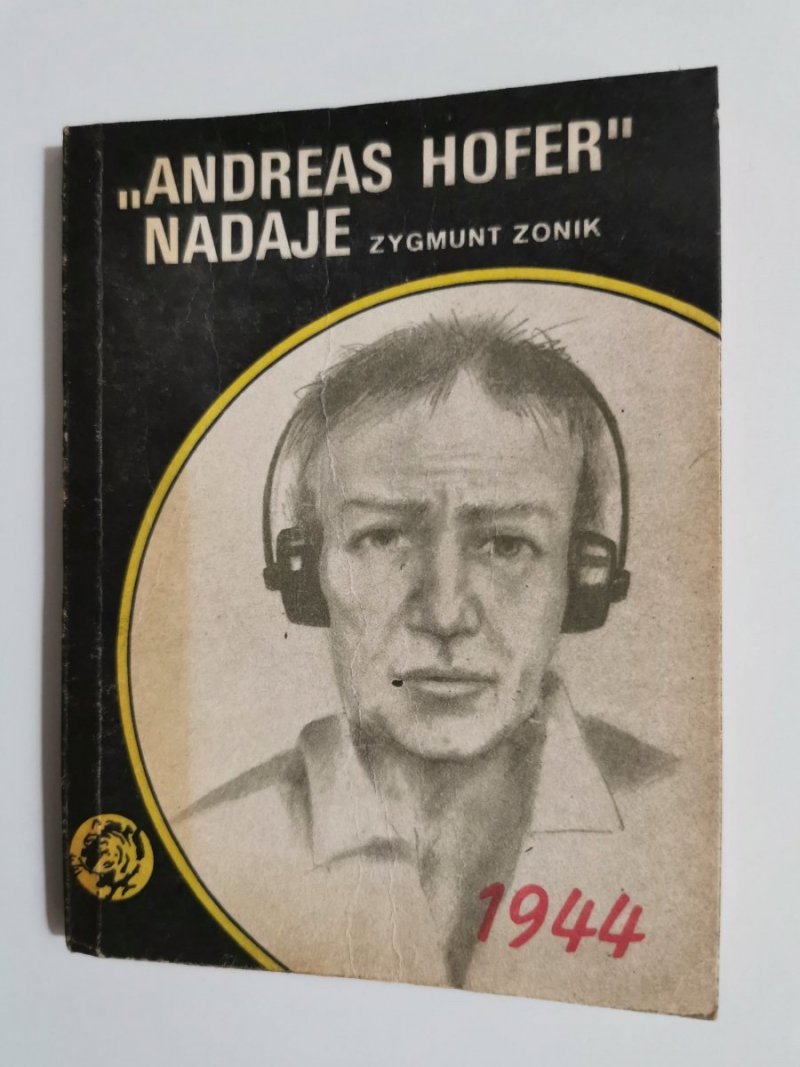 „ANDREAS HOFER"
NADAJE ZYGMUNT ZONIK
1944